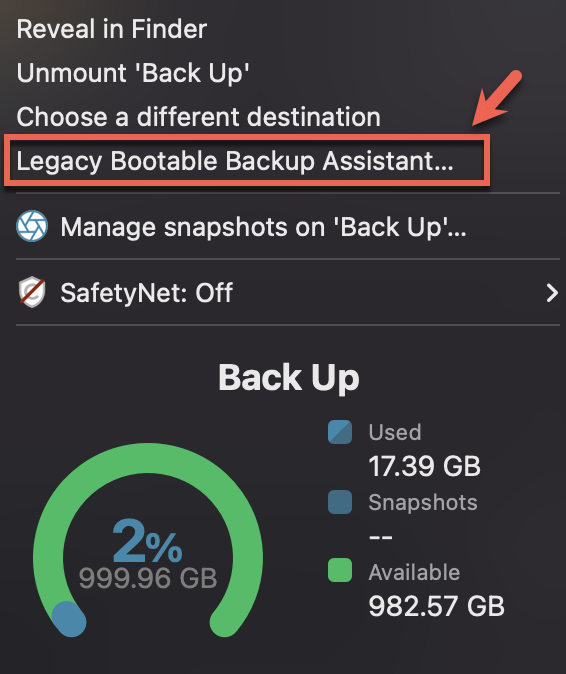 Reveal in Finder
Unmount 'Back Up'
Choose a different destination
Legacy Bootable Backup Assistant...
Manage snapshots on 'Back Up'...
SafetyNet: Off
Back Up
2%
999.96 GB
Used
17.39 GB
Snapshots
--
Available
982.57 GB